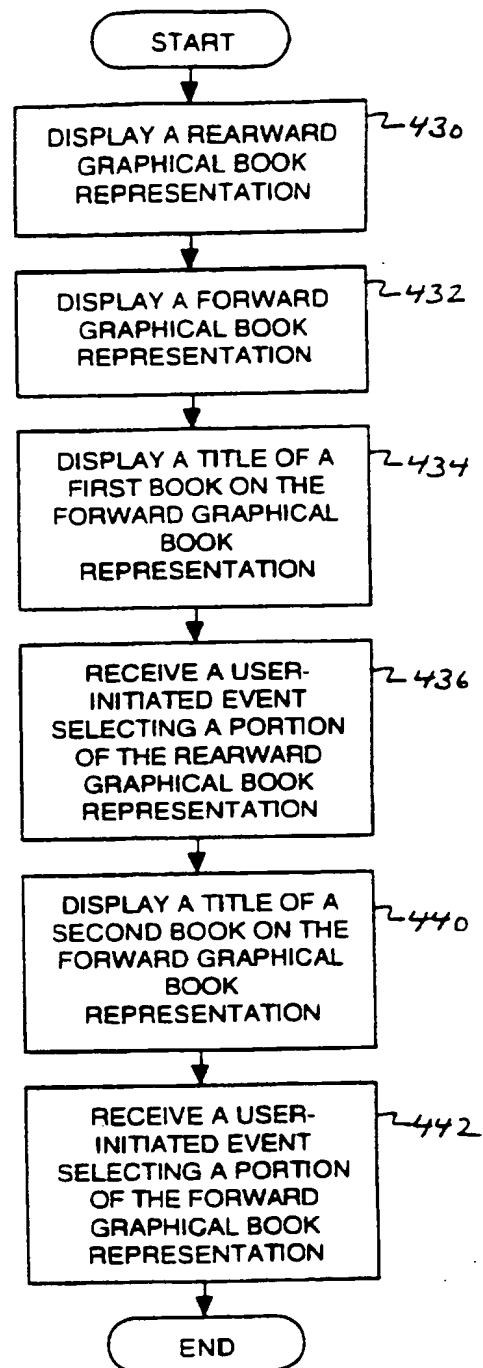 START
DISPLAY A REARWARD
GRAPHICAL BOOK
REPRESENTATION
430
DISPLAY A FORWARD
GRAPHICAL BOOK
REPRESENTATION
432
DISPLAY A TITLE OF A
FIRST BOOK ON THE
FORWARD GRAPHICAL
BOOK
REPRESENTATION
434
RECEIVE A USER-
INITIATED EVENT
SELECTING A PORTION
OF THE REARWARD
GRAPHICAL BOOK
REPRESENTATION
436
DISPLAY A TITLE OF A
SECOND BOOK ON THE
FORWARD GRAPHICAL
BOOK
REPRESENTATION
440
RECEIVE A USER-
INITIATED EVENT
SELECTING A PORTION
OF THE FORWARD
GRAPHICAL BOOK
REPRESENTATION
442
END